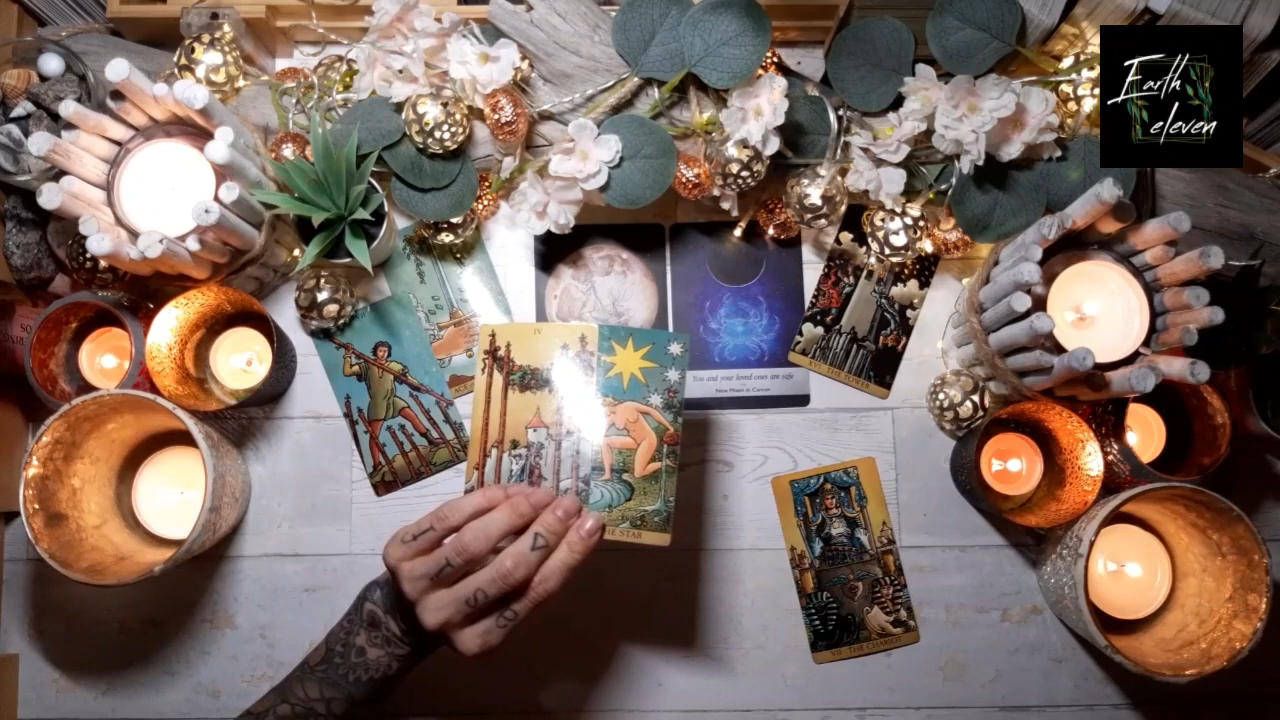 Earth
eleven
IV
You and your loved ones are safe
New Moon in Cancer
XVI. THE TOWER.
THE STAR
VII THE CHARIOT.